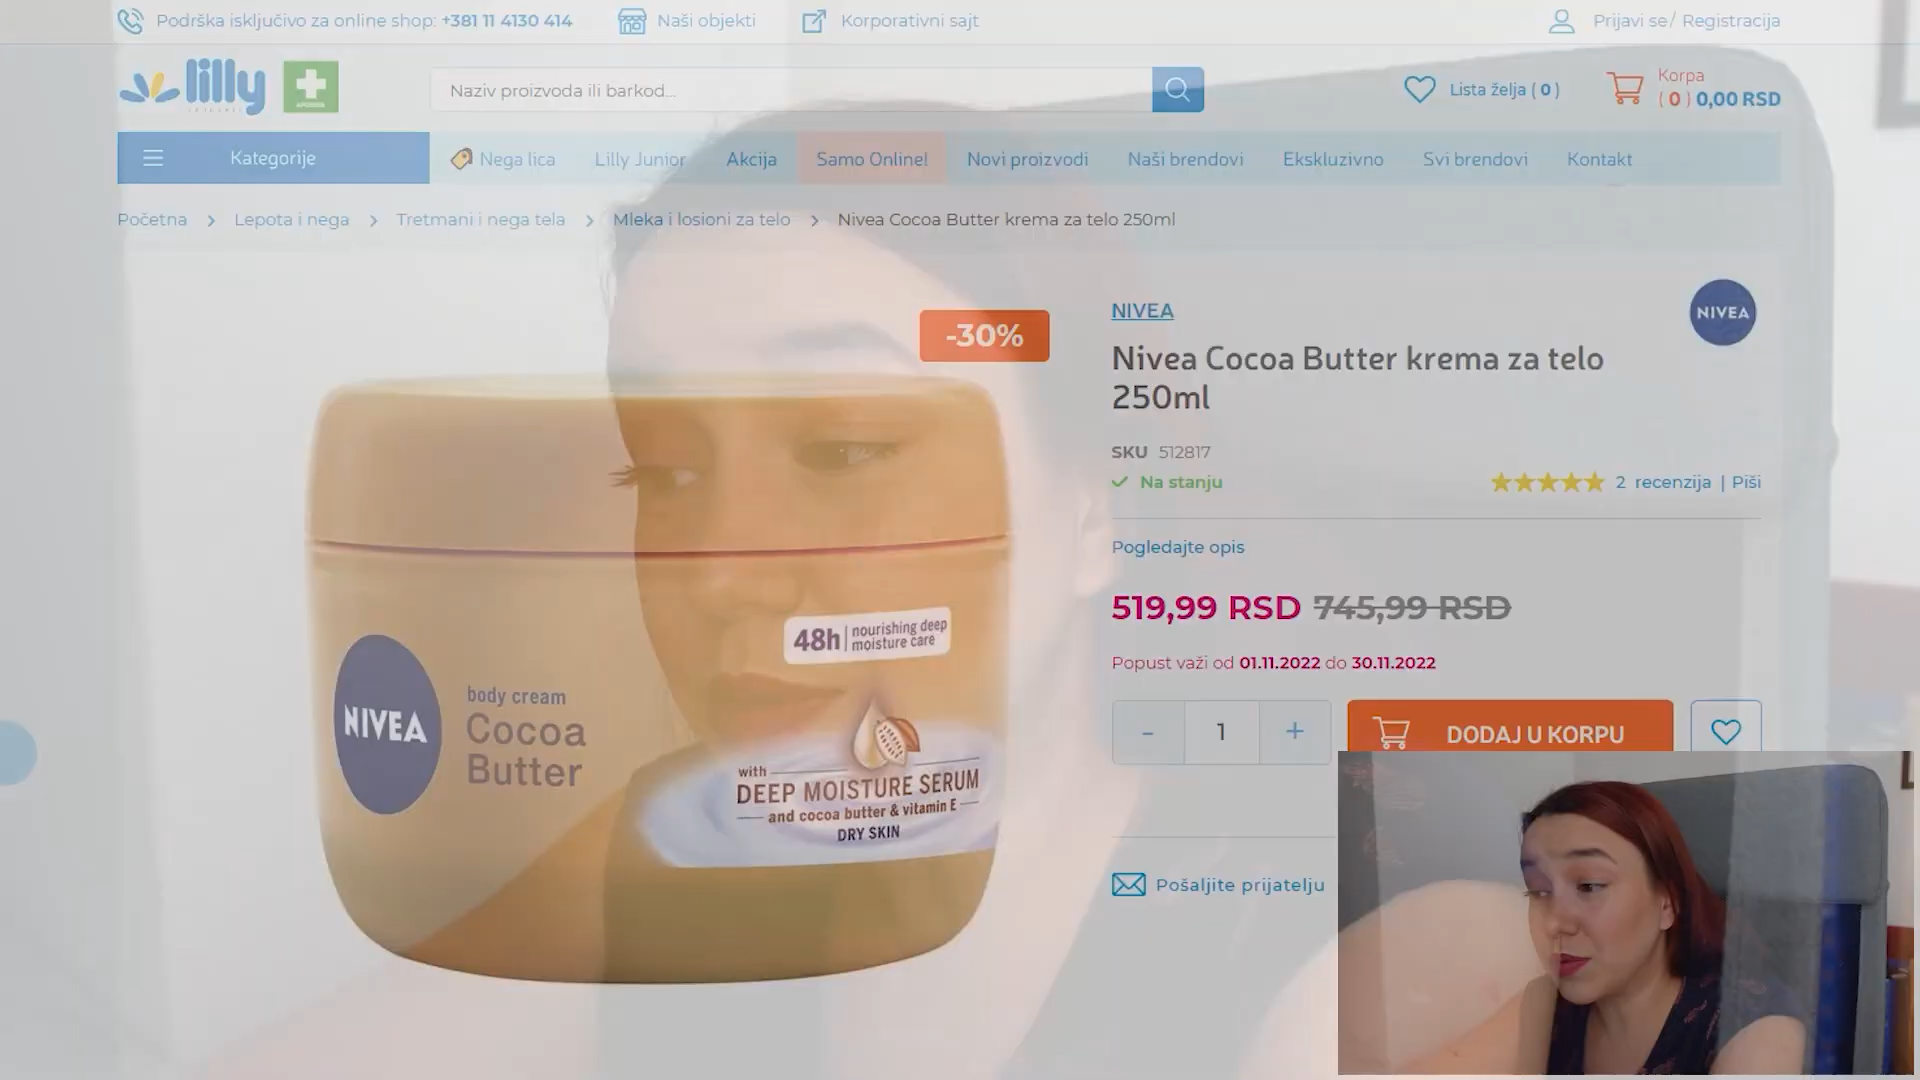 Podrška isključivo za online shop: +381 11 4130 414
Naši objekti
Korporativni sajt
Prijavi se / Registracija
lilly
Naziv proizvoda ili barkod...
Lista želja ( 0 )
Korpa
( 0 ) 0,00 RSD
Kategorije
Nega lica
Lilly Junior
Akcija
Samo Online!
Novi proizvodi
Naši brendovi
Ekskluzivno
Svi brendovi
Kontakt
Početna > Lepota i nega > Tretmani i nega tela > Mleka i losioni za telo > Nivea Cocoa Butter krema za telo 250ml
-30%
NIVEA
NIVEA
Nivea Cocoa Butter krema za telo
250ml
SKU 512817
Na stanju
2 recenzija | Piši
Pogledajte opis
519,99 RSD 745,99 RSD
Popust važi od 01.11.2022 do 30.11.2022
- 1 +
DODAJ U KORPU
Pošaljite prijatelju
48h nourishing deep
moisture care
NIVEA
body cream
Cocoa
Butter
with
DEEP MOISTURE SERUM
and cocoa butter & vitamin E
DRY SKIN